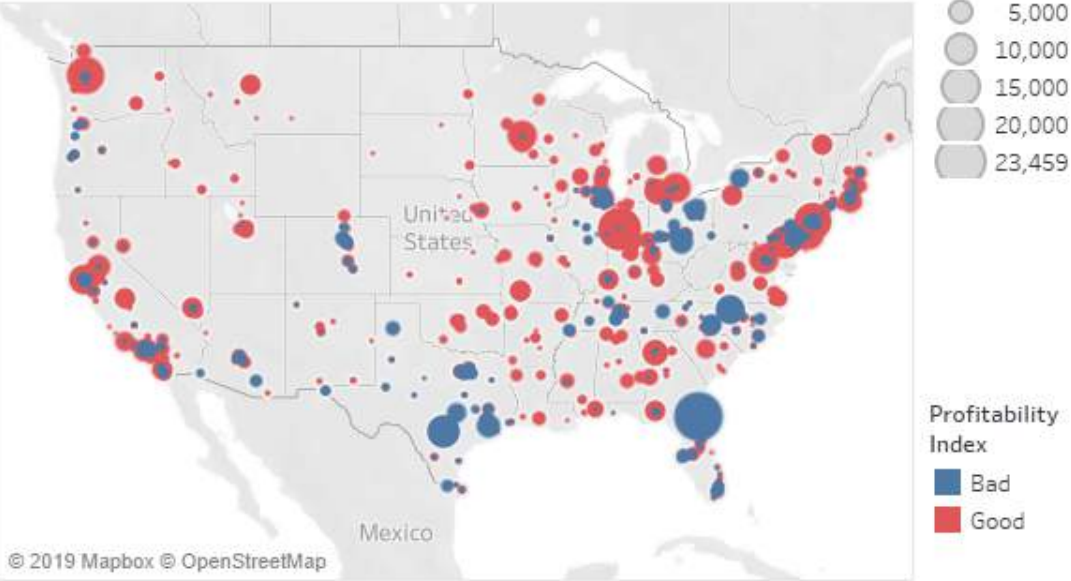 5,000
10,000
15,000
20,000
23,459
United
States
Mexico
Profitability
Index
Bad
Good
© 2019 Mapbox © OpenStreetMap